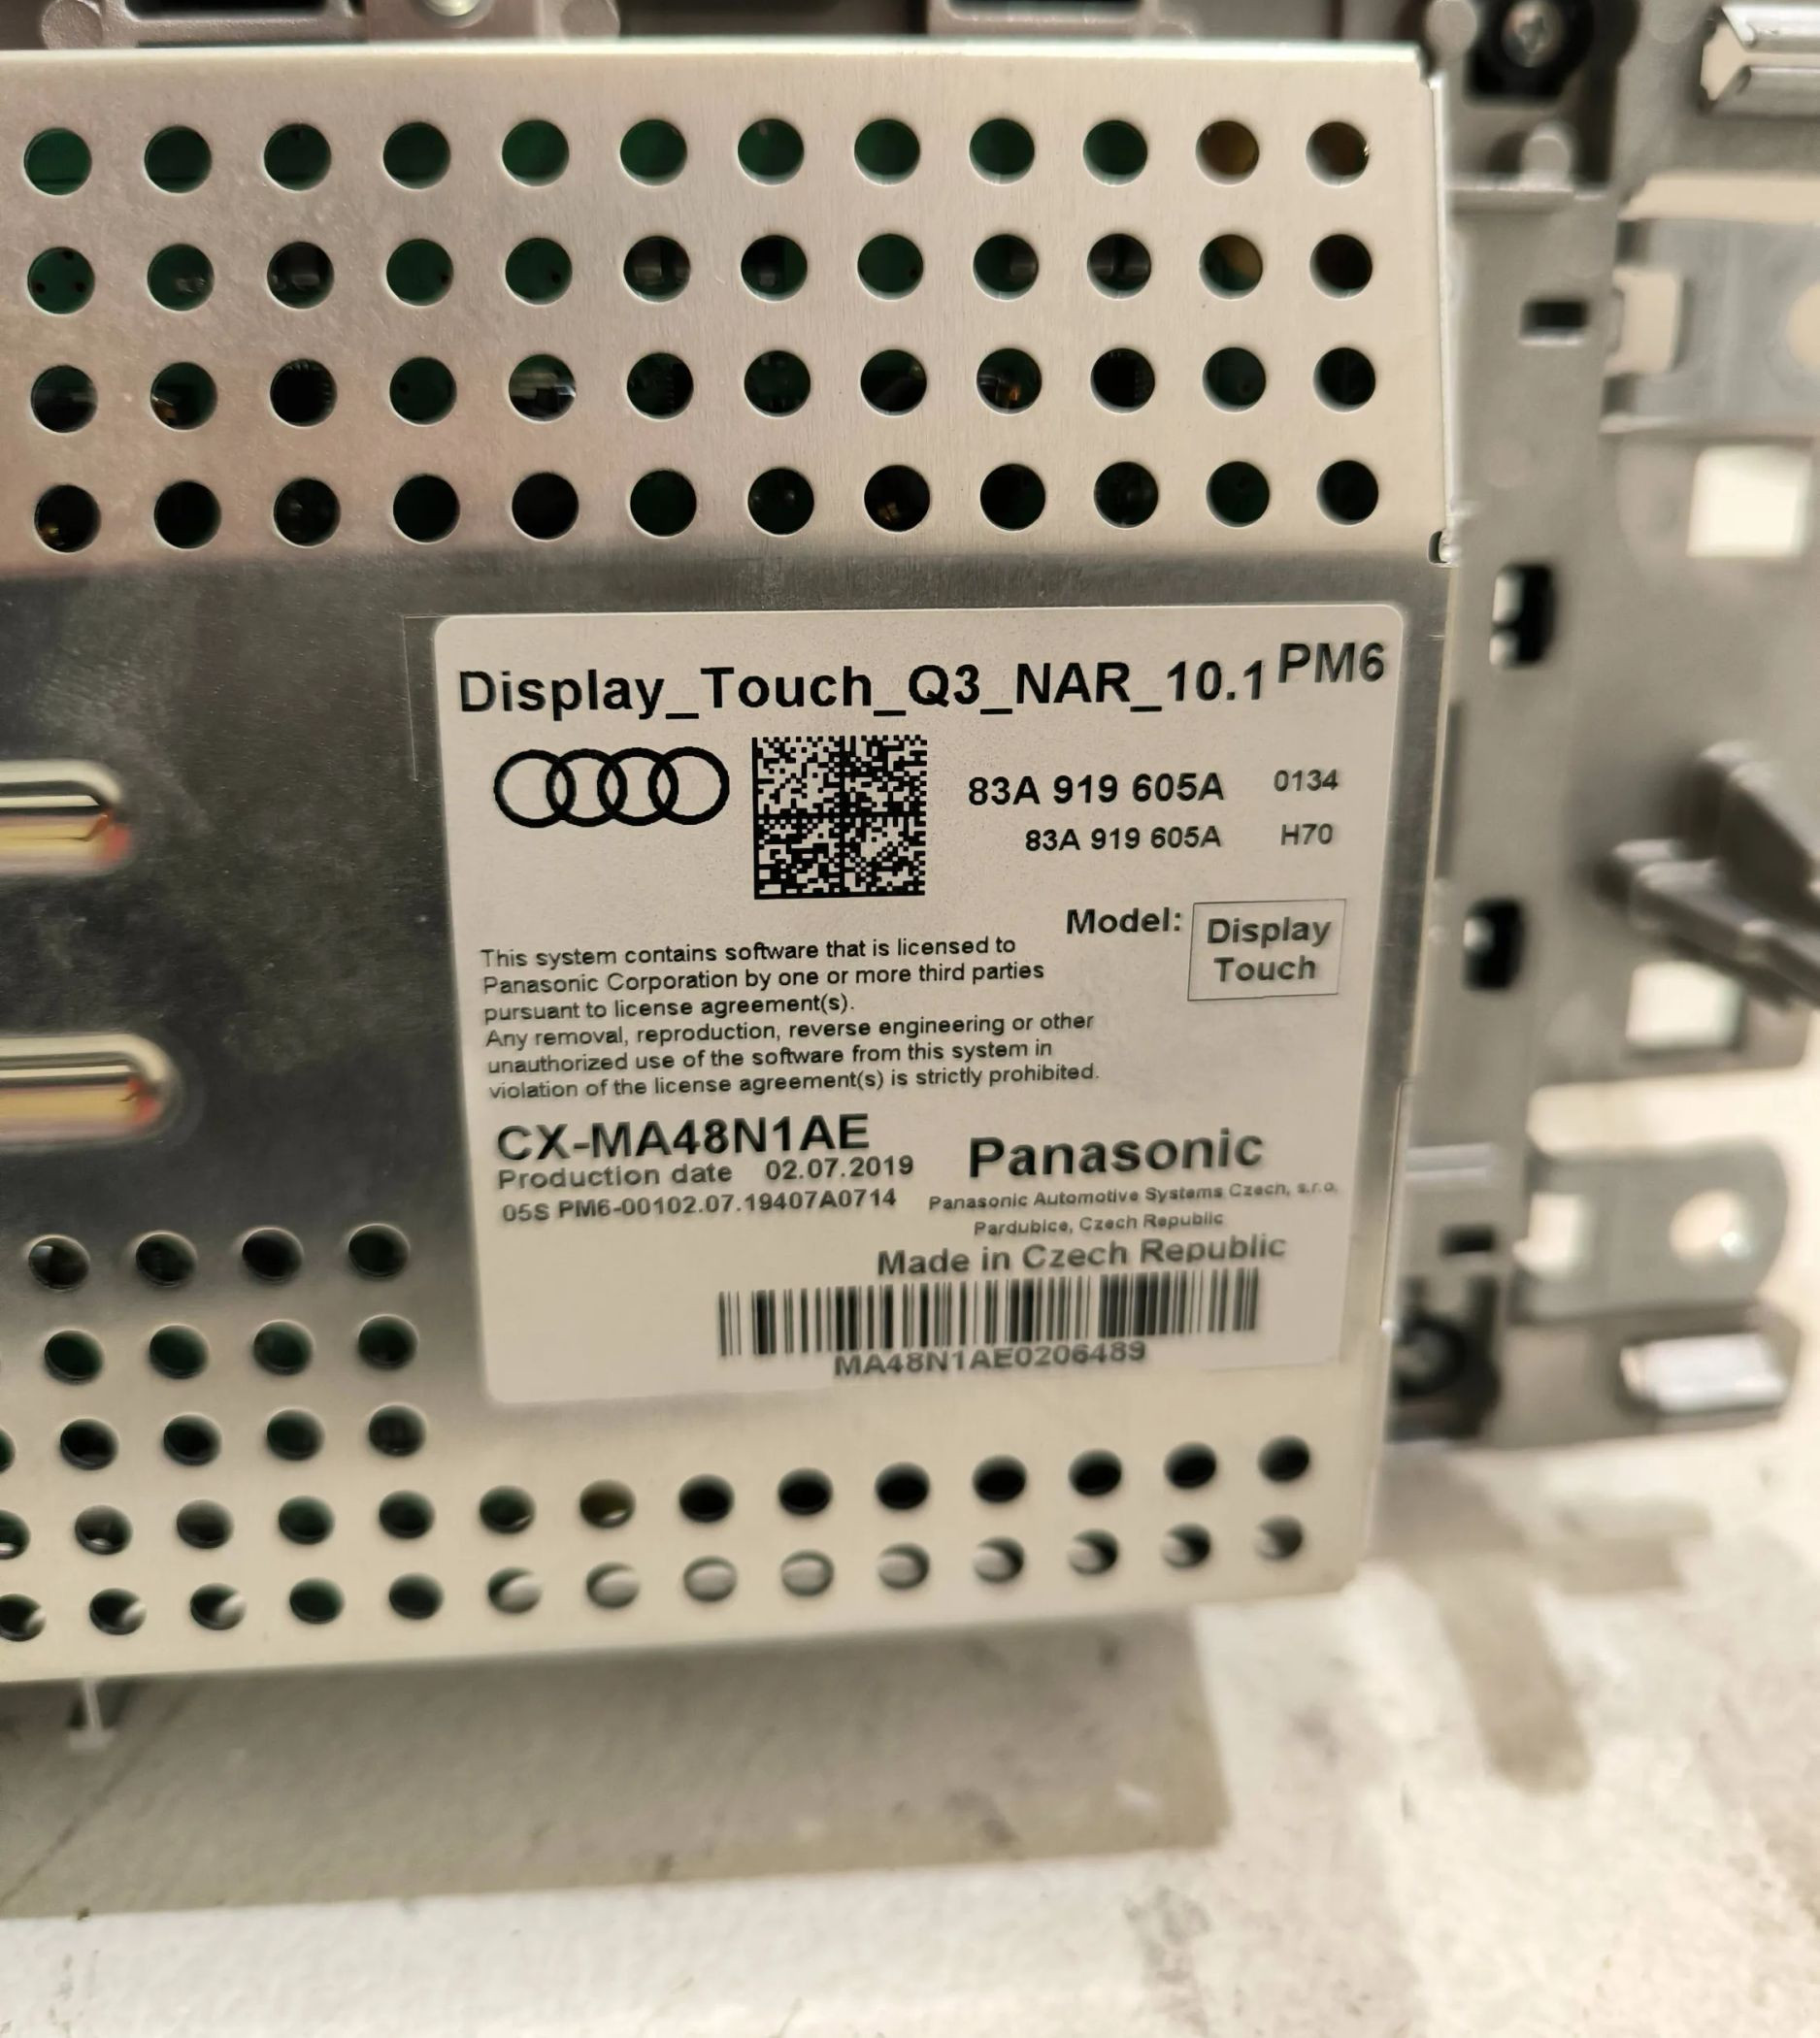 Display_Touch_Q3_NAR_10.1 PM6
83A 919 605A 0134
83A 919 605A H70
Model: Display Touch
This system contains software that is licensed to
Panasonic Corporation by one or more third parties
pursuant to license agreement(s).
Any removal, reproduction, reverse engineering or other
unauthorized use of the software from this system in
violation of the license agreement(s) is strictly prohibited.
CX-MA48N1AE
Production date 02.07.2019
05S PM6-00102.07.19407A0714
Panasonic
Panasonic Automotive Systems Czech, s.r.o.
Pardubice, Czech Republic
Made in Czech Republic
MA48N1AE0206489